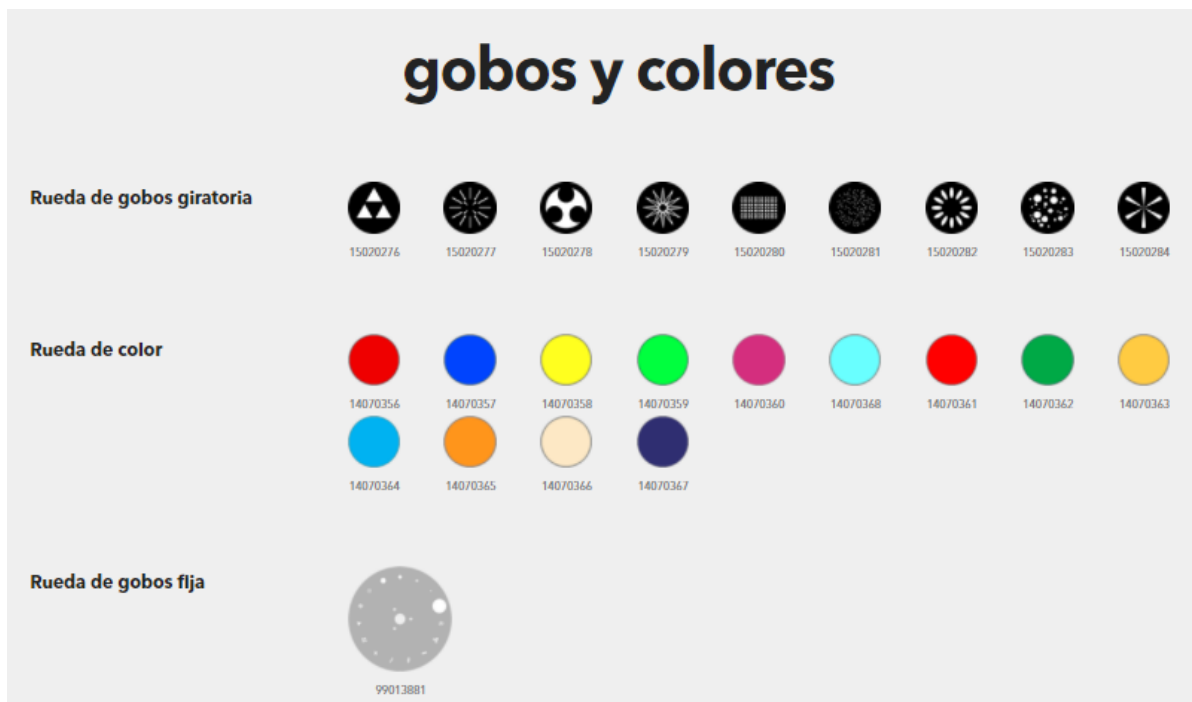 gobos y colores
Rueda de gobos giratoria
15020276 15020277 15020278 15020279 15020280 15020281 15020282 15020283 15020284
Rueda de color
14070356 14070357 14070358 14070359 14070360 14070368 14070361 14070362 14070363
14070364 14070365 14070366 14070367
Rueda de gobos fija
99013881